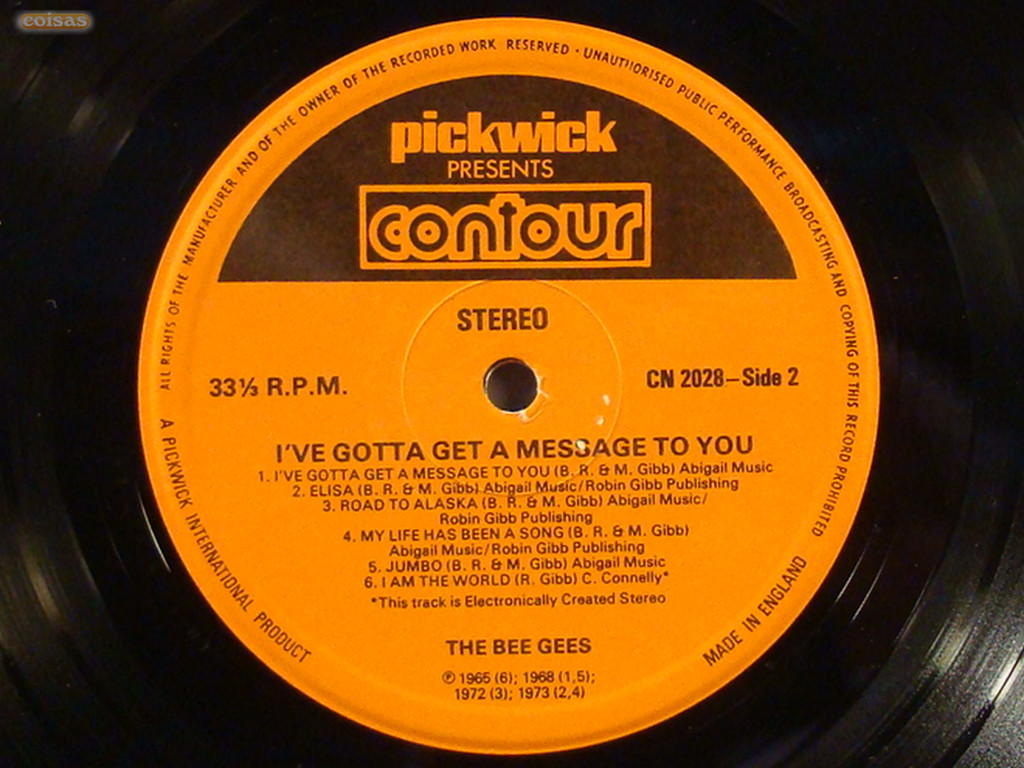 coisas
ALL RIGHTS OF THE MANUFACTURER AND OF THE OWNER OF THE RECORDED WORK RESERVED · UNAUTHORISED PUBLIC PERFORMANCE BROADCASTING AND COPYING OF THIS RECORD PROHIBITED
pickwick
PRESENTS
contour
STEREO
33⅓ R.P.M.
CN 2028–Side 2
I'VE GOTTA GET A MESSAGE TO YOU
1. I'VE GOTTA GET A MESSAGE TO YOU (B. R. & M. Gibb) Abigail Music
2. ELISA (B. R. & M. Gibb) Abigail Music/Robin Gibb Publishing
3. ROAD TO ALASKA (B. R. & M. Gibb) Abigail Music/
Robin Gibb Publishing
4. MY LIFE HAS BEEN A SONG (B. R. & M. Gibb)
Abigail Music/Robin Gibb Publishing
5. JUMBO (B. R. & M. Gibb) Abigail Music
6. I AM THE WORLD (R. Gibb) C. Connelly*
*This track is Electronically Created Stereo
THE BEE GEES
℗ 1965 (6); 1968 (1,5);
1972 (3); 1973 (2,4)
A PICKWICK INTERNATIONAL PRODUCT
MADE IN ENGLAND